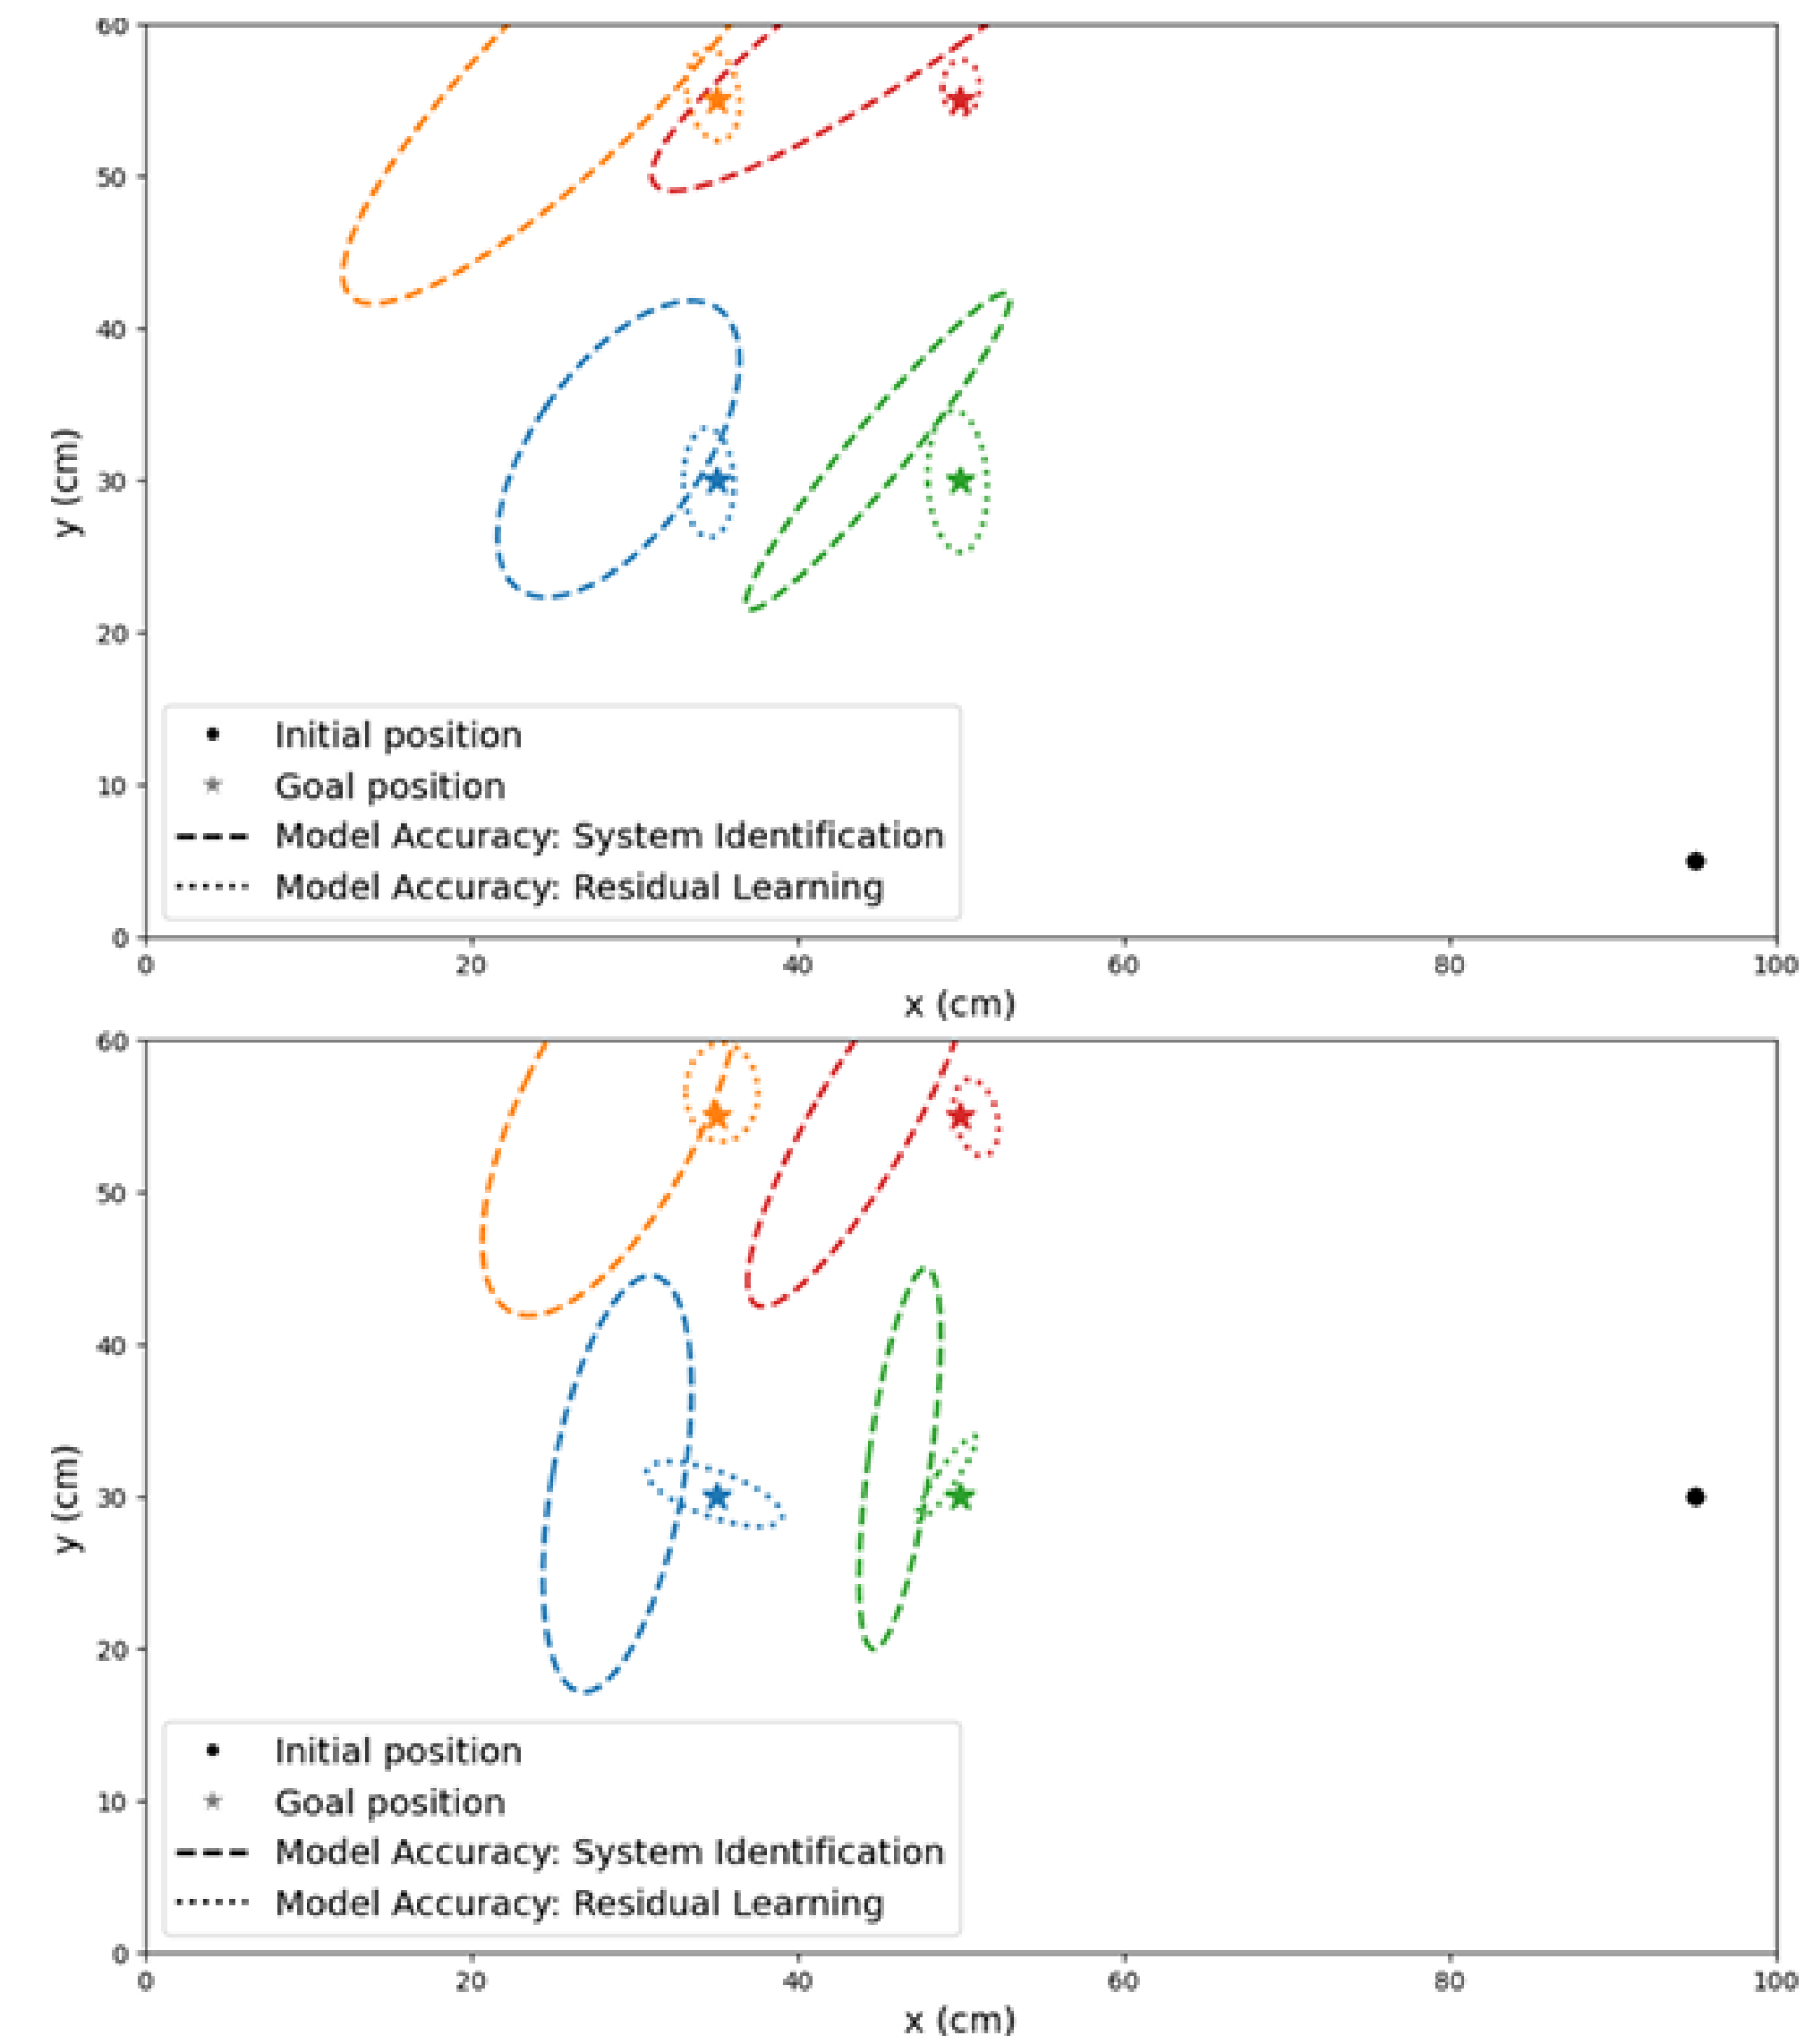 60
50
40
30
20
10
0
y (cm)
Initial position
Goal position
Model Accuracy: System Identification
Model Accuracy: Residual Learning
0 20 40 60 80 100
x (cm)
60
50
40
30
20
10
0
y (cm)
Initial position
Goal position
Model Accuracy: System Identification
Model Accuracy: Residual Learning
0 20 40 60 80 100
x (cm)